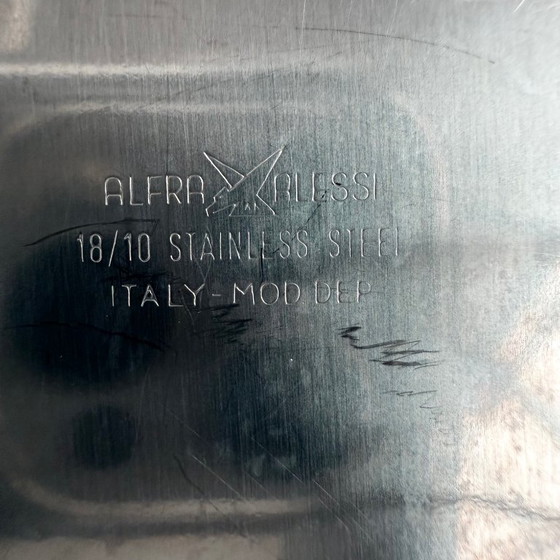 ALFRA ALESSI
18/10 STAINLESS STEEL
ITALY-MOD DEP